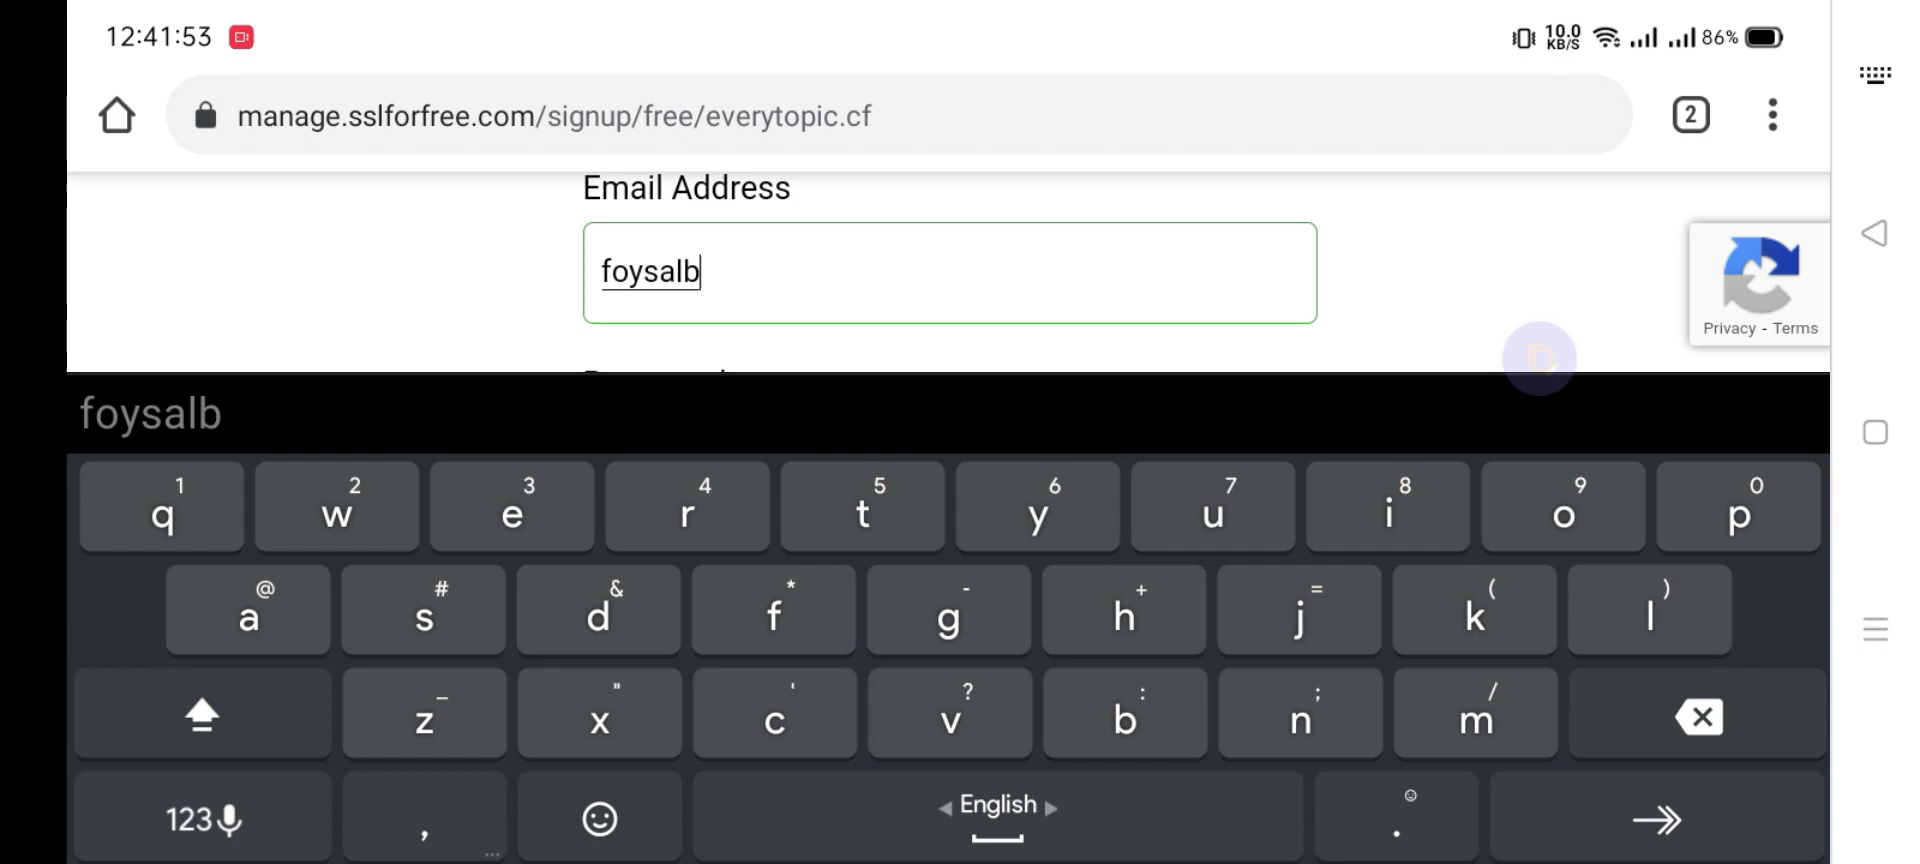 12:41:53 10.0 KB/S 86%
manage.sslforfree.com/signup/free/everytopic.cf 2
Email Address
foysalb
Privacy - Terms
foysalb
1 2 3 4 5 6 7 8 9 0
q w e r t y u i o p
@ # & * - + = ( )
a s d f g h j k l
_ " ' ? : ; /
z x c v b n m
123 , ... English .